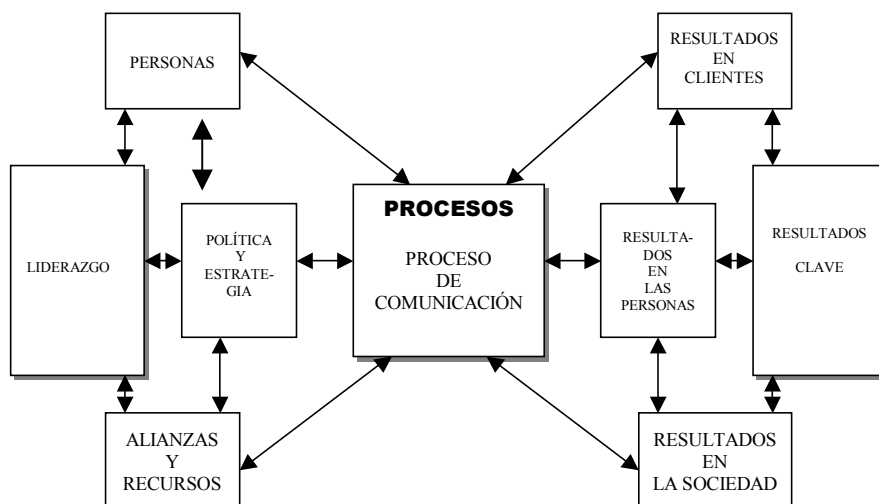 PERSONAS
RESULTADOS
EN
CLIENTES
LIDERAZGO
POLÍTICA
Y
ESTRATE-
GIA
PROCESOS
PROCESO
DE
COMUNICACIÓN
RESULTA-
DOS
EN
LAS
PERSONAS
RESULTADOS
CLAVE
ALIANZAS
Y
RECURSOS
RESULTADOS
EN
LA SOCIEDAD